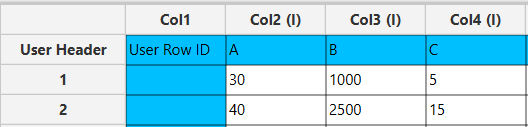 Col1 Col2 (I) Col3 (I) Col4 (I)
User Header User Row ID A B C
1 30 1000 5
2 40 2500 15